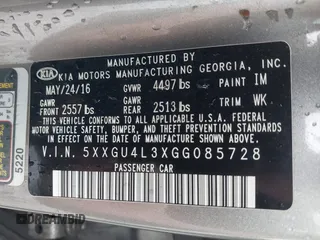 MANUFACTURED BY
KIA KIA MOTORS MANUFACTURING GEORGIA, INC.
MAY/24/16 GVWR 4497 lbs PAINT IM
GAWR FRONT 2557 lbs GAWR REAR 2513 lbs TRIM WK
THIS VEHICLE CONFORMS TO ALL APPLICABLE U.S. FEDERAL MOTOR VEHICLE
SAFETY, BUMPER, AND THEFT PREVENTION STANDARDS IN EFFECT ON
THE DATE OF MANUFACTURE SHOWN ABOVE.
V.I.N. 5XXGU4L3XGG085728
PASSENGER CAR
5220
DREAMBID